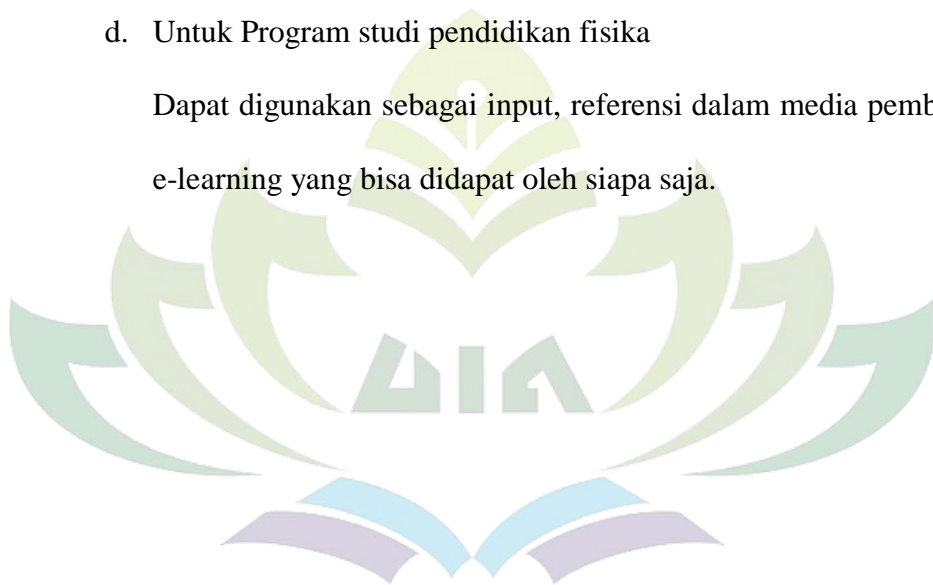 d. Untuk Program studi pendidikan fisika
Dapat digunakan sebagai input, referensi dalam media pemb
e-learning yang bisa didapat oleh siapa saja.
UIN